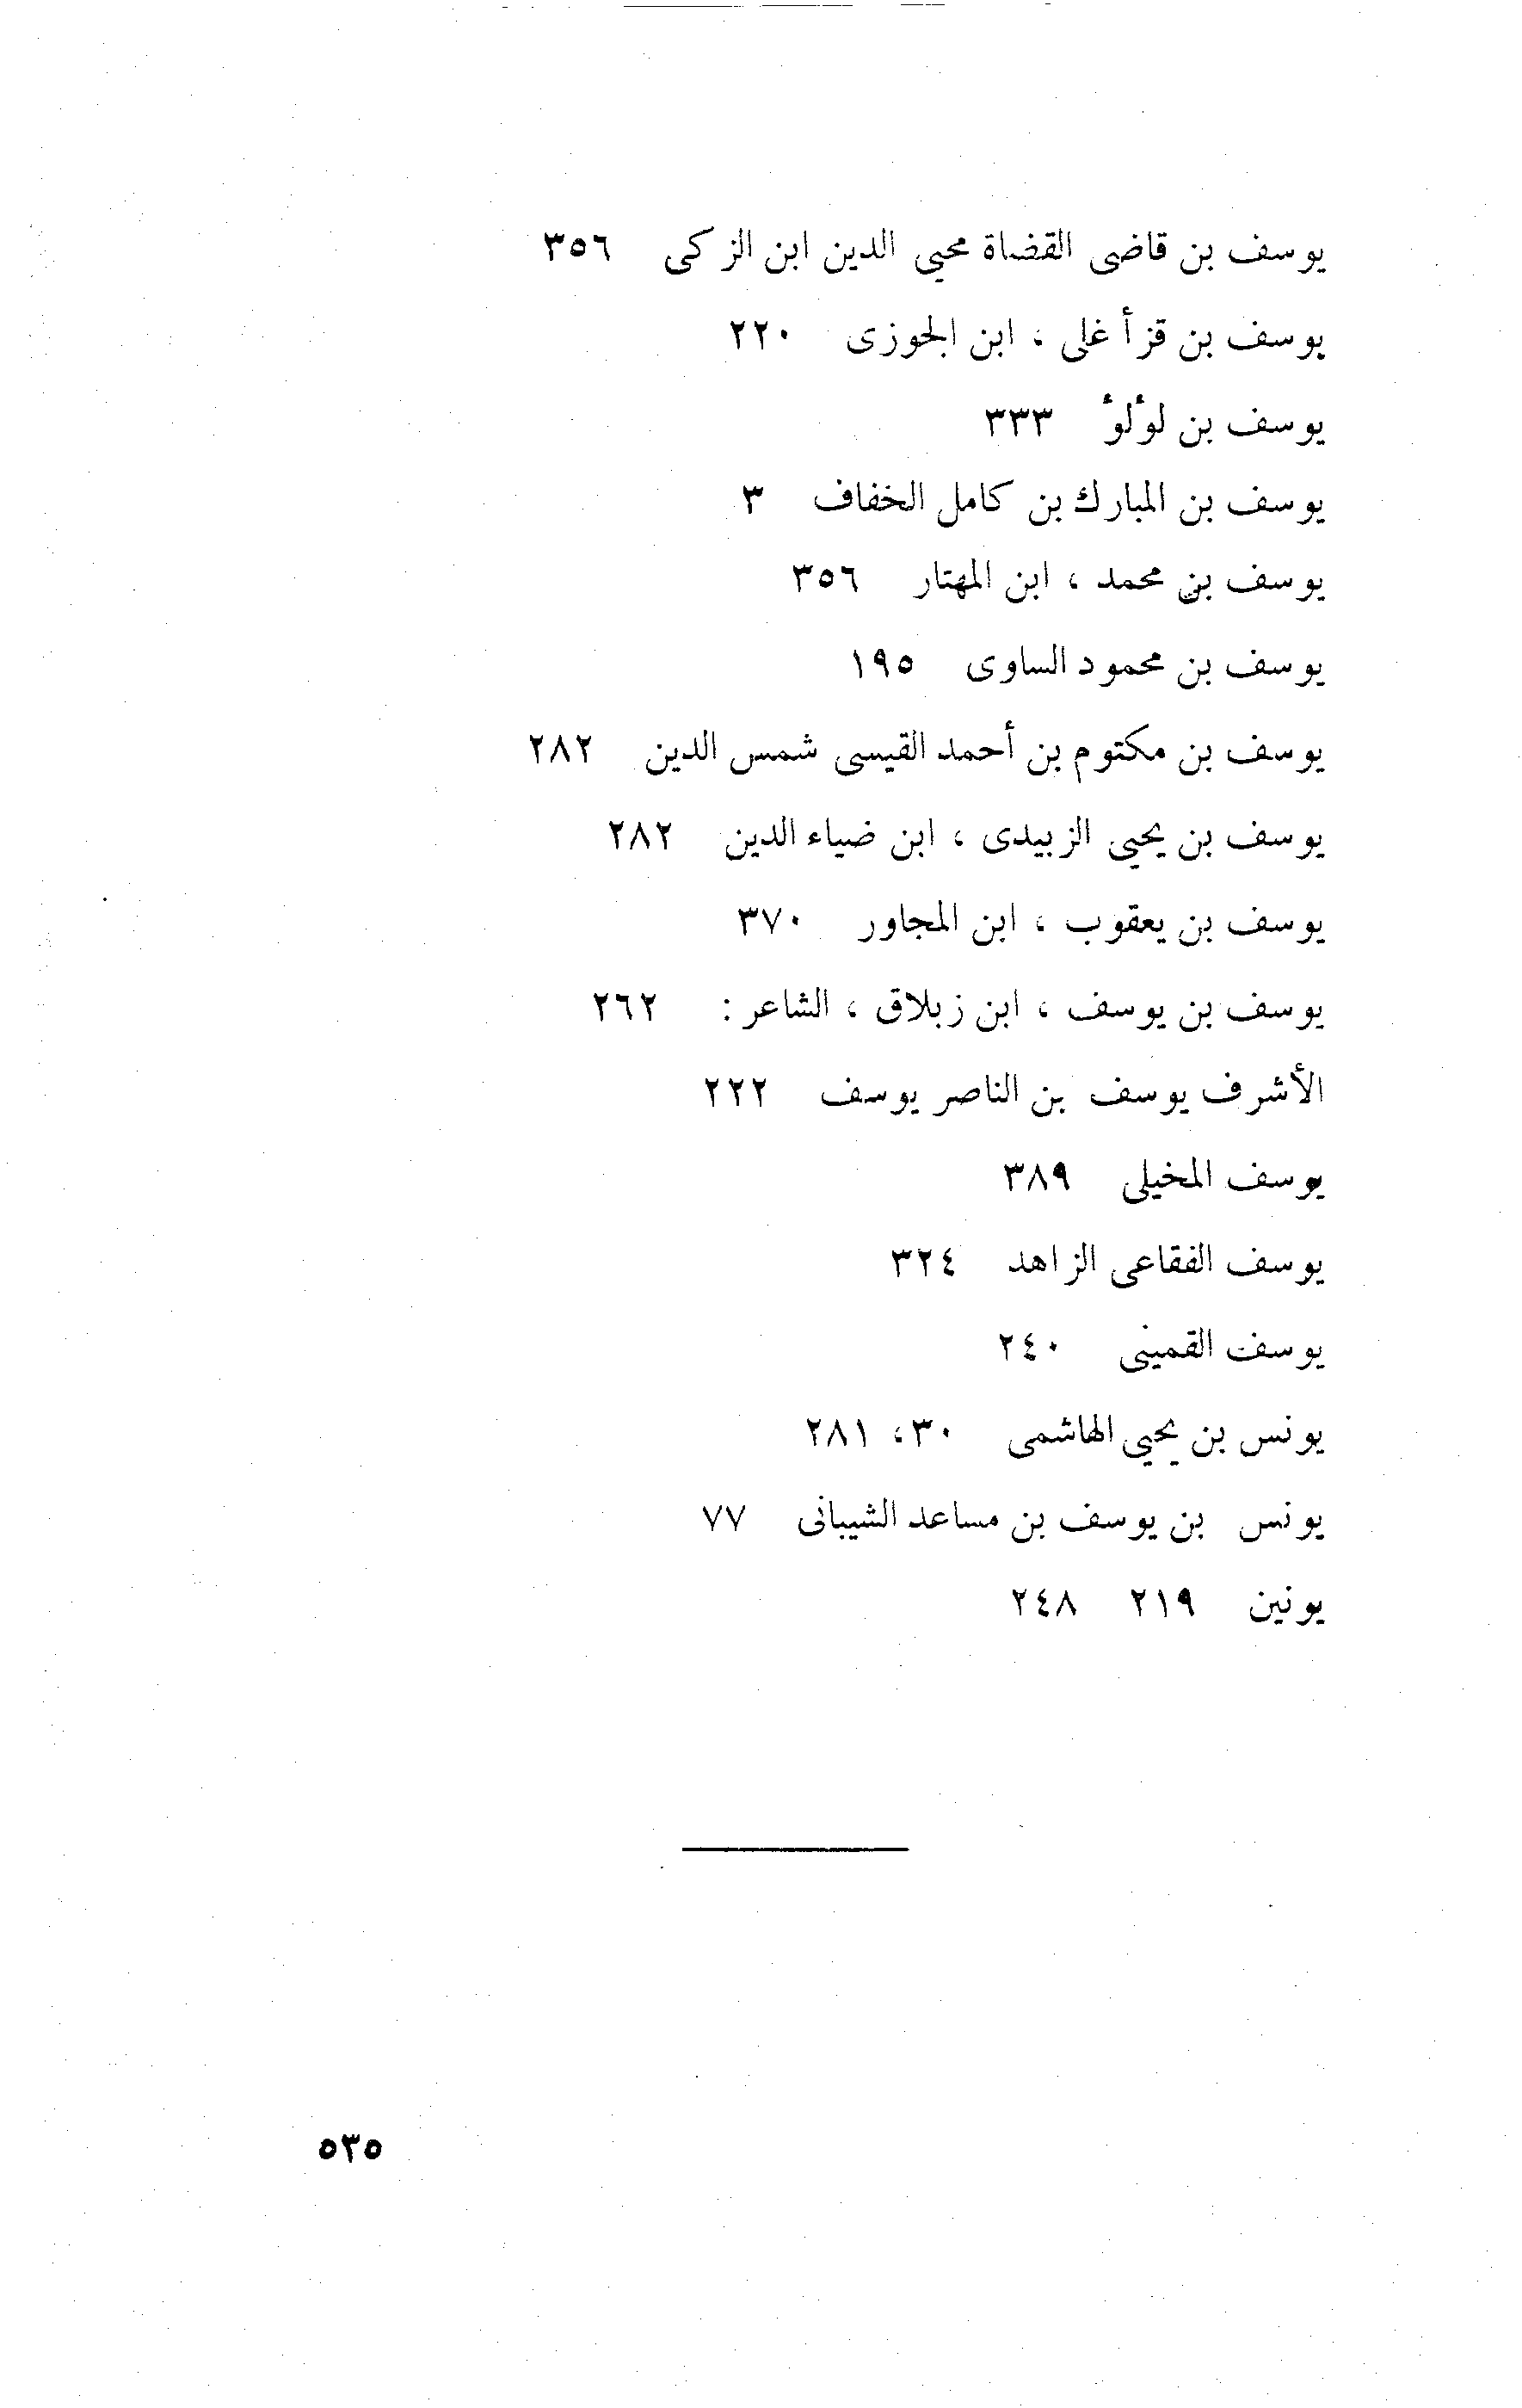 يوسف بن قاضى القضاة محيي الدين ابن الزكى ٣٥٦
يوسف بن قزأغلى ، ابن الجوزى ٢٢٠
يوسف بن لؤلؤ ٣٣٣
يوسف بن المبارك بن كامل الخفاف ٣
يوسف بن محمد ، ابن المهتار ٣٥٦
يوسف بن محمود الساوى ١٩٥
يوسف بن مكتوم بن أحمد القيسى شمس الدين ٢٨٢
يوسف بن يحيي الزبيدى ، ابن ضياء الدين ٢٨٢
يوسف بن يعقوب ، ابن المجاور ٣٧٠
يوسف بن يوسف ، ابن زبلاق ، الشاعر : ٢٦٢
الأشرف يوسف بن الناصر يوسف ٢٢٢
يوسف المخيلى ٣٨٩
يوسف الفقاعى الزاهد ٣٢٤
يوسف القمينى ٢٤٠
يونس بن يحيي الهاشمى ٣٠، ٢٨١
يونس بن يوسف بن مساعد الشيبانى ٧٧
يونين ٢١٩ ٢٤٨
٥٣٥